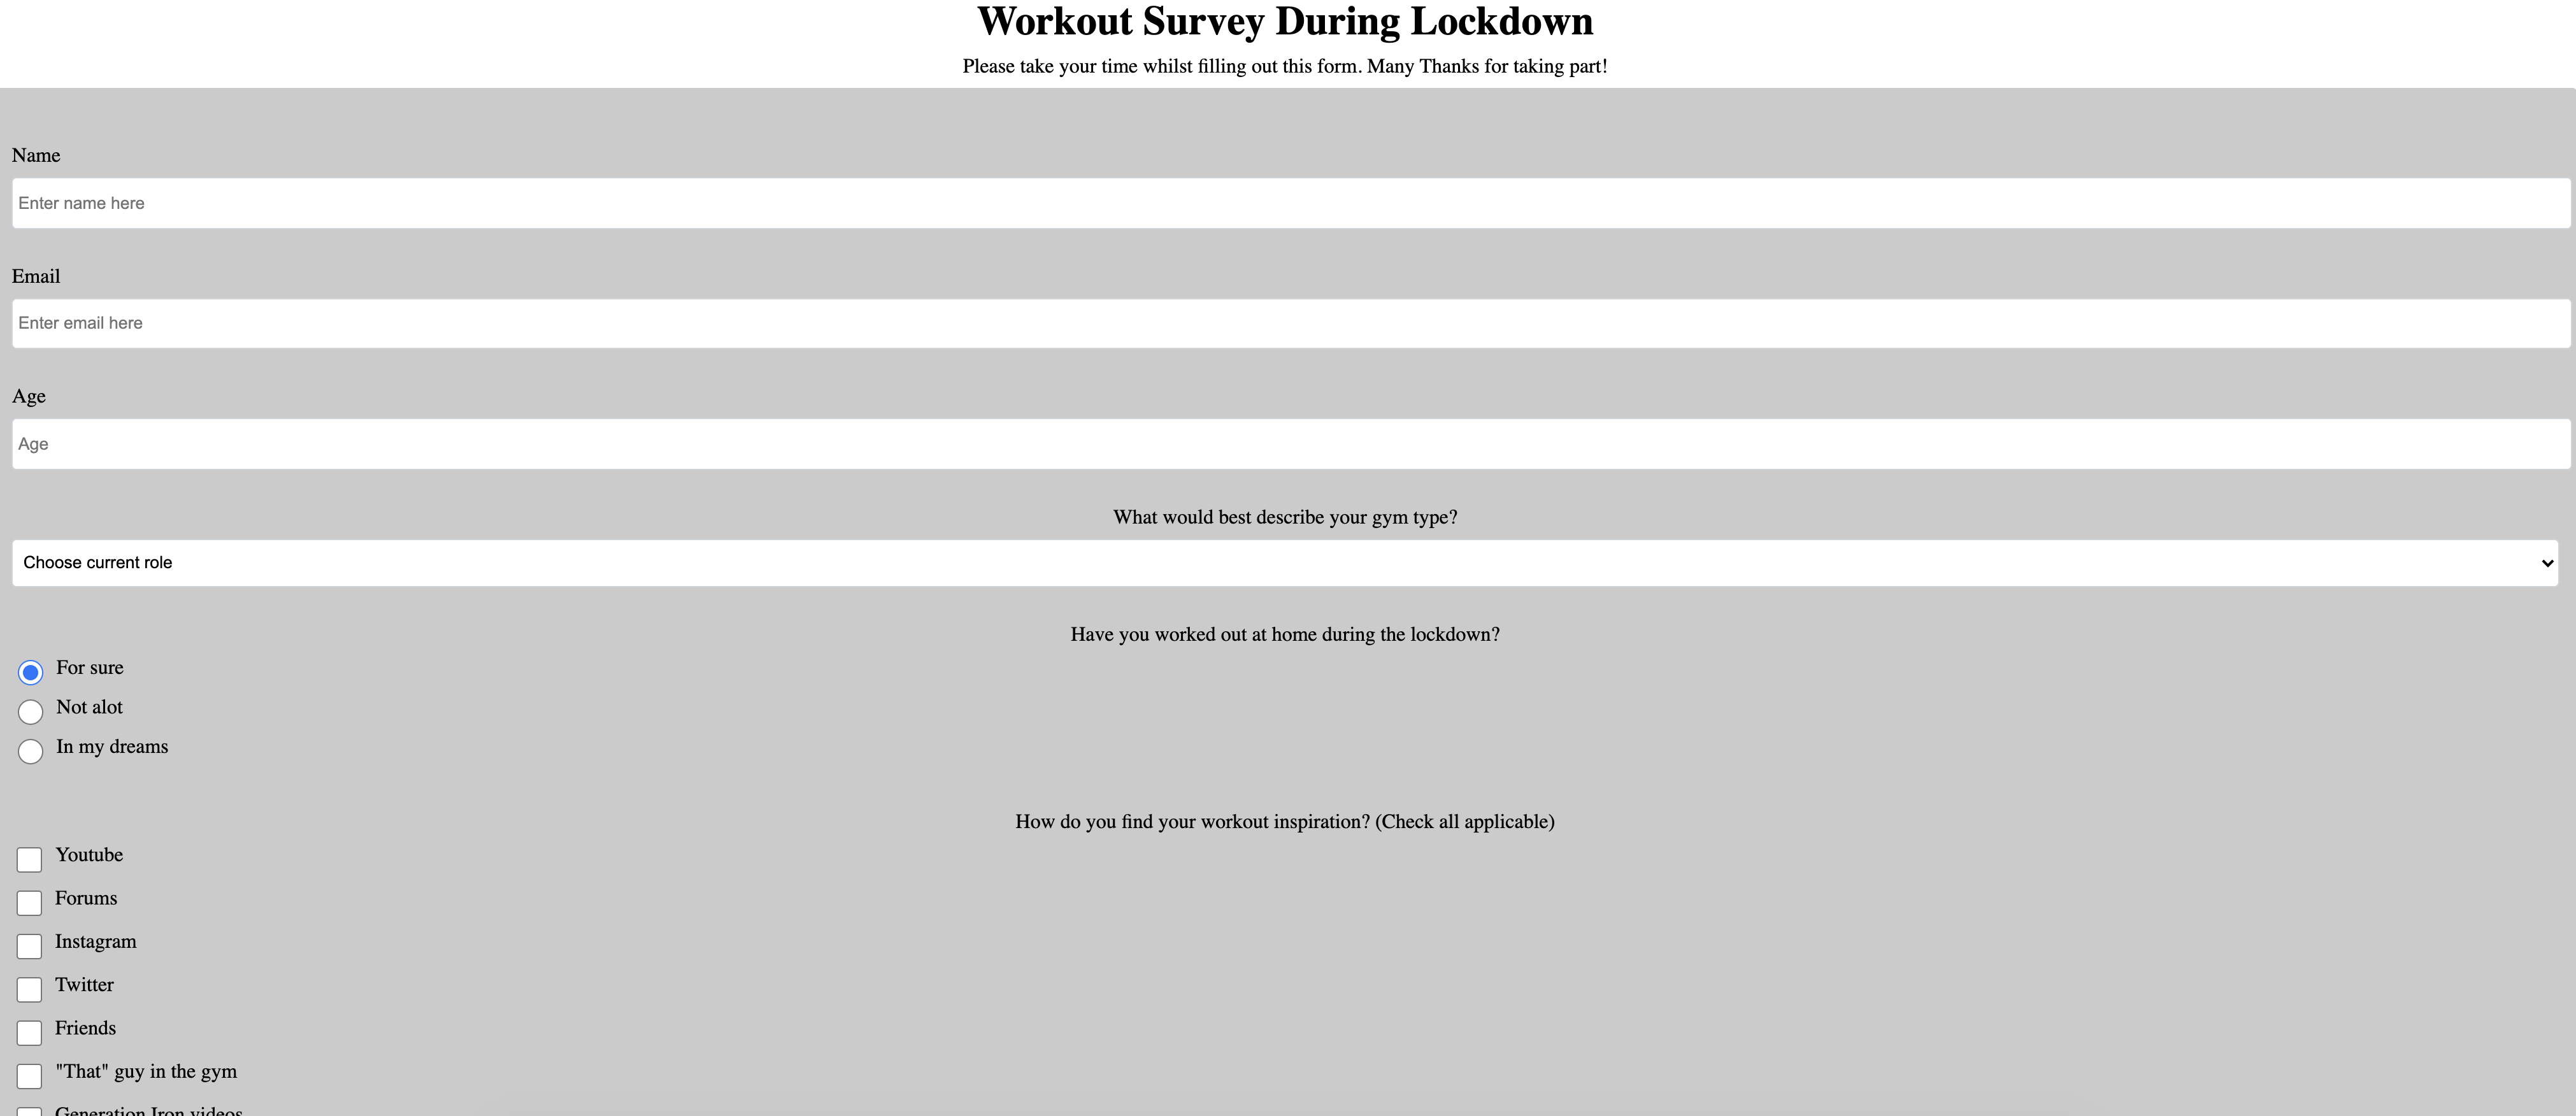 Workout Survey During Lockdown
Please take your time whilst filling out this form. Many Thanks for taking part!
Name
Enter name here
Email
Enter email here
Age
Age
What would best describe your gym type?
Choose current role
Have you worked out at home during the lockdown?
For sure
Not alot
In my dreams
How do you find your workout inspiration? (Check all applicable)
Youtube
Forums
Instagram
Twitter
Friends
"That" guy in the gym
Generation Iron videos